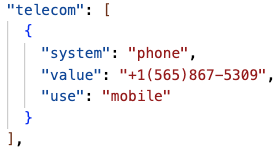 "telecom": [
{
"system": "phone",
"value": "+1(565)867-5309",
"use": "mobile"
}
],